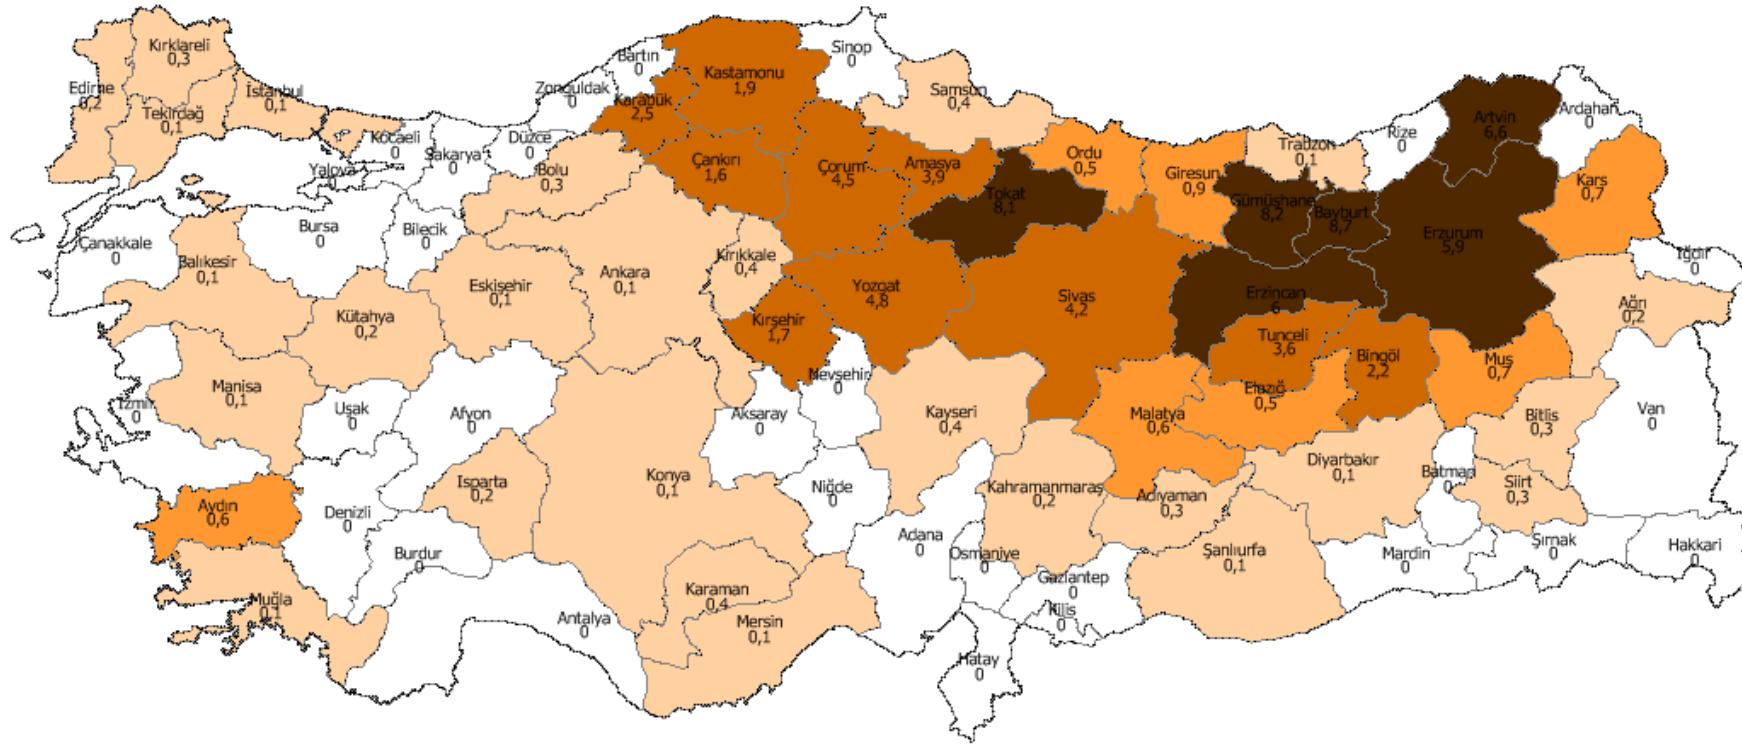 Kırklareli
0,3
Edirne
0,2
Tekirdağ
0,1
İstanbul
0,1
Kocaeli
0
Yalova
0
Sakarya
0
Düzce
0
Zonguldak
0
Bartın
0
Karabük
2,5
Kastamonu
1,9
Sinop
0
Samsun
0,4
Bolu
0,3
Çankırı
1,6
Çorum
4,5
Amasya
3,9
Tokat
8,1
Ordu
0,5
Giresun
0,9
Trabzon
0,1
Gümüşhane
8,2
Bayburt
8,7
Rize
0
Artvin
6,6
Ardahan
0
Kars
0,7
Erzurum
5,9
Iğdır
0
Ağrı
0,2
Çanakkale
0
Balıkesir
0,1
Bursa
0
Bilecik
0
Eskişehir
0,1
Kütahya
0,2
Ankara
0,1
Kırıkkale
0,4
Kırşehir
1,7
Yozgat
4,8
Sivas
4,2
Erzincan
6
Tunceli
3,6
Bingöl
2,2
Muş
0,7
Elazığ
0,5
Malatya
0,6
Bitlis
0,3
Van
0
İzmir
0
Manisa
0,1
Uşak
0
Afyon
0
Nevşehir
0
Aksaray
0
Kayseri
0,4
Konya
0,1
Isparta
0,2
Niğde
0
Kahramanmaraş
0,2
Adıyaman
0,3
Diyarbakır
0,1
Batman
0
Siirt
0,3
Aydın
0,6
Denizli
0
Burdur
0
Muğla
0,1
Antalya
0
Karaman
0,4
Mersin
0,1
Adana
0
Osmaniye
0
Gaziantep
0
Kilis
0
Hatay
0
Şanlıurfa
0,1
Mardin
0
Şırnak
0
Hakkari
0